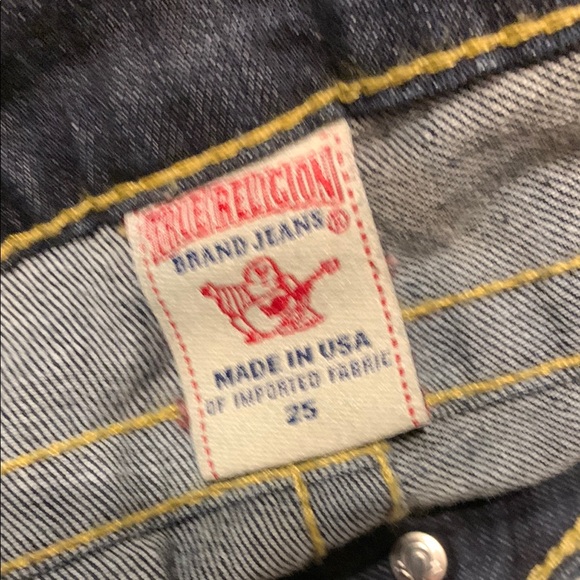 TRUE RELIGION
BRAND JEANS®
MADE IN USA
OF IMPORTED FABRIC
25